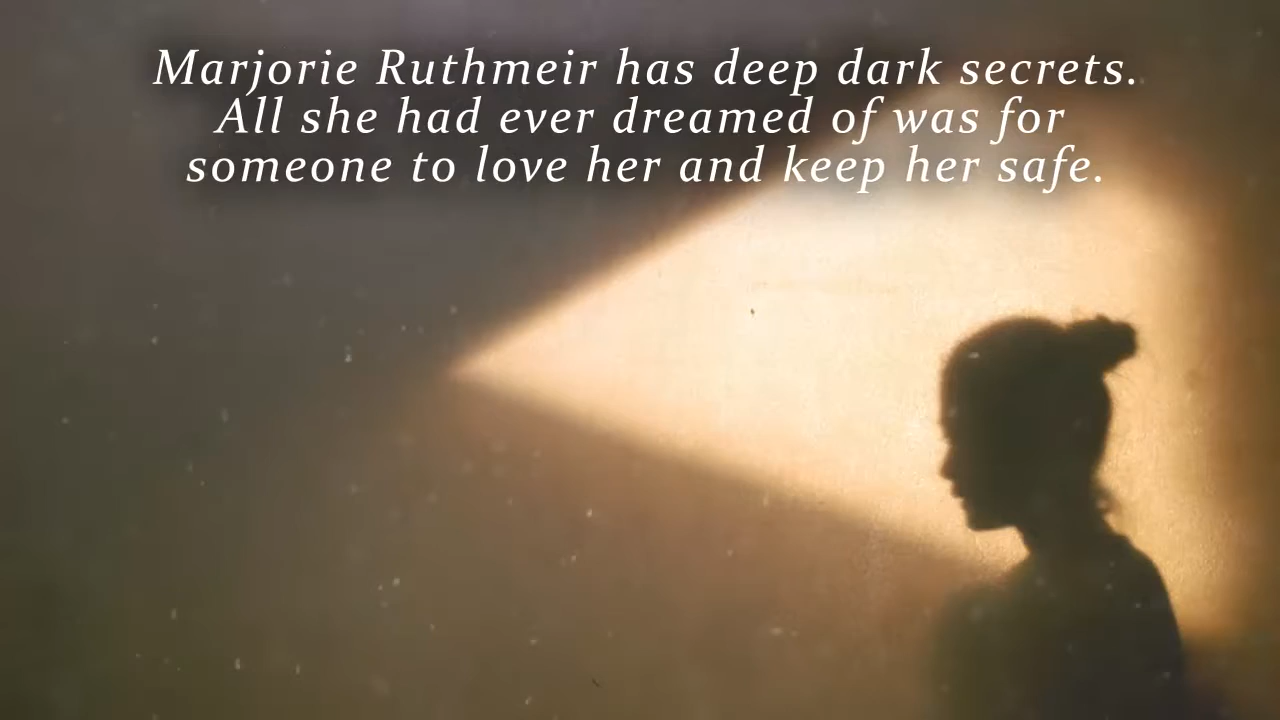 Marjorie Ruthmeir has deep dark secrets.
All she had ever dreamed of was for
someone to love her and keep her safe.